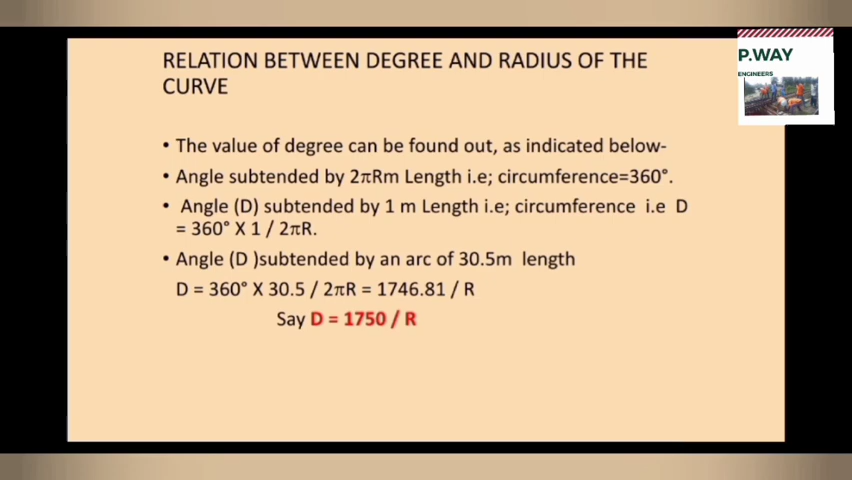 RELATION BETWEEN DEGREE AND RADIUS OF THE
CURVE
P.WAY
ENGINEERS
• The value of degree can be found out, as indicated below-
• Angle subtended by 2πRm Length i.e; circumference=360°.
• Angle (D) subtended by 1 m Length i.e; circumference i.e D
= 360° X 1 / 2πR.
• Angle (D )subtended by an arc of 30.5m length
D = 360° X 30.5 / 2πR = 1746.81 / R
Say D = 1750 / R